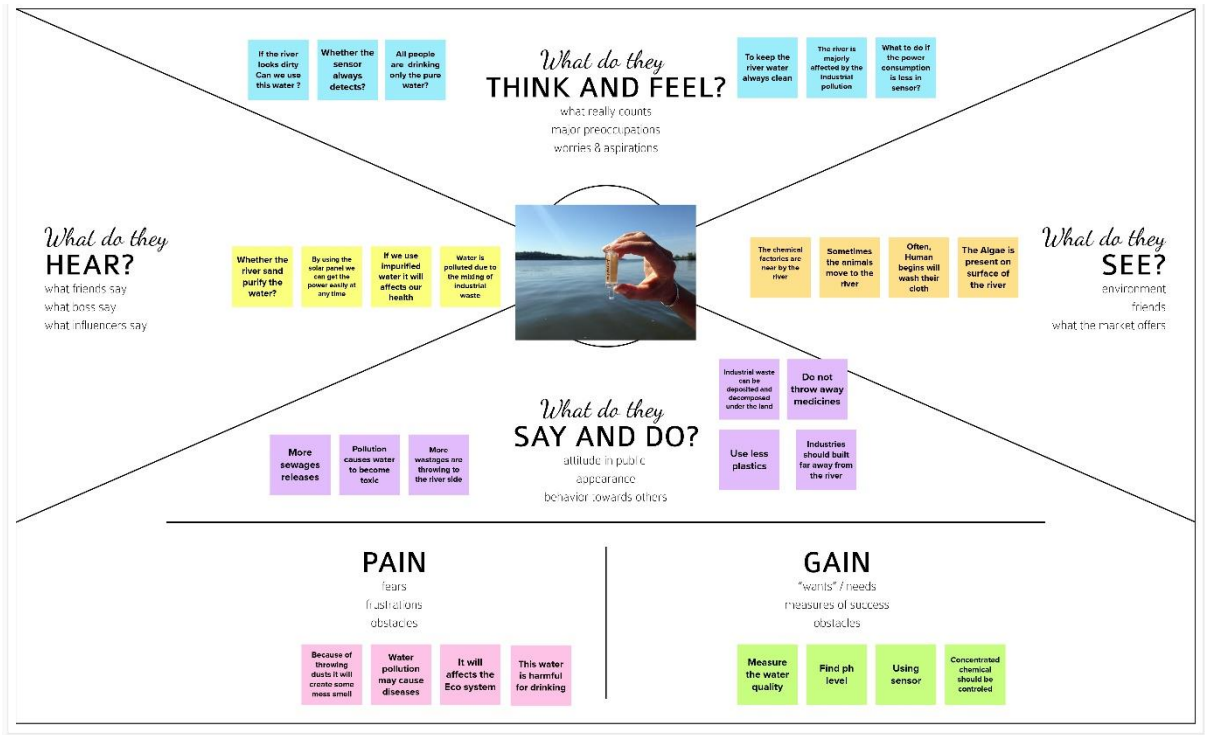 If the river
looks dirty
Can we use
this water ?
Whether the
sensor
always
detects?
All people
are drinking
only the pure
water?
What do they
THINK AND FEEL?
what really counts
major preoccupations
worries & aspirations
To keep the
river water
always clean
The river is
majorly
affected by the
industrial
pollution
What to do if
the power
consumption
is less in
sensor?
What do they
HEAR?
what friends say
what boss say
what influencers say
Whether the
river sand
purify the
water?
By using the
solar panel we
can get the
power easily at
any time
If we use
impurified
water it will
affects our
health
Water is
polluted due to
the mixing of
industrial
waste
The chemical
factories are
near by the
river
Sometimes
the animals
move to the
river
Often,
Human
begins will
wash their
cloth
The Algae is
present on
surface of
the river
What do they
SEE?
environment
friends
what the market offers
What do they
SAY AND DO?
attitude in public
appearance
behavior towards others
More
sewages
releases
Pollution
causes water
to become
toxic
More
wastages are
throwing to
the river side
Industrial waste
can be
deposited and
decomposed
under the land
Do not
throw away
medicines
Use less
plastics
Industries
should built
far away from
the river
PAIN
fears
frustrations
obstacles
Because of
throwing
dusts it will
create some
mess smell
Water
pollution
may cause
diseases
It will
affects the
Eco system
This water
is harmful
for drinking
GAIN
"wants" / needs
measures of success
obstacles
Measure
the water
quality
Find ph
level
Using
sensor
Concentrated
chemical
should be
controled